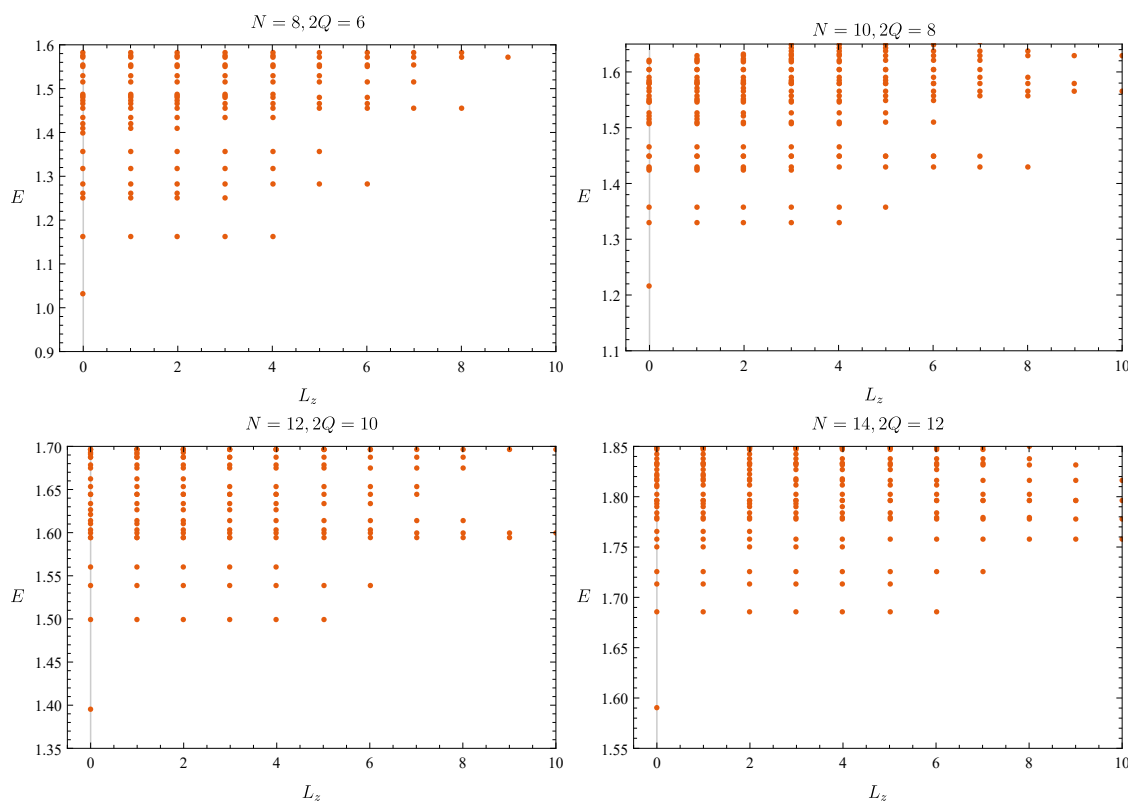 N = 8, 2Q = 6
1.6
1.5
1.4
1.3
E
1.2
1.1
1.0
0.9
0 2 4 6 8 10
L_z
N = 10, 2Q = 8
1.6
1.5
1.4
E
1.3
1.2
1.1
0 2 4 6 8 10
L_z
N = 12, 2Q = 10
1.70
1.65
1.60
1.55
E
1.50
1.45
1.40
1.35
0 2 4 6 8 10
L_z
N = 14, 2Q = 12
1.85
1.80
1.75
E
1.70
1.65
1.60
1.55
0 2 4 6 8 10
L_z